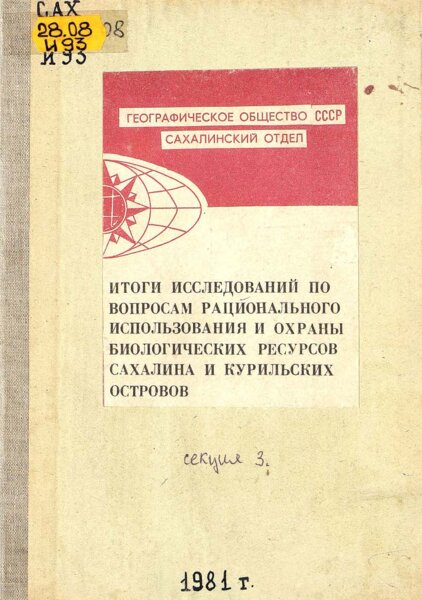 САХ
28.08 08
И93
И93
ГЕОГРАФИЧЕСКОЕ ОБЩЕСТВО СССР
САХАЛИНСКИЙ ОТДЕЛ
ИТОГИ ИССЛЕДОВАНИЙ ПО
ВОПРОСАМ РАЦИОНАЛЬНОГО
ИСПОЛЬЗОВАНИЯ И ОХРАНЫ
БИОЛОГИЧЕСКИХ РЕСУРСОВ
САХАЛИНА И КУРИЛЬСКИХ
ОСТРОВОВ
секция 3.
1981 г.